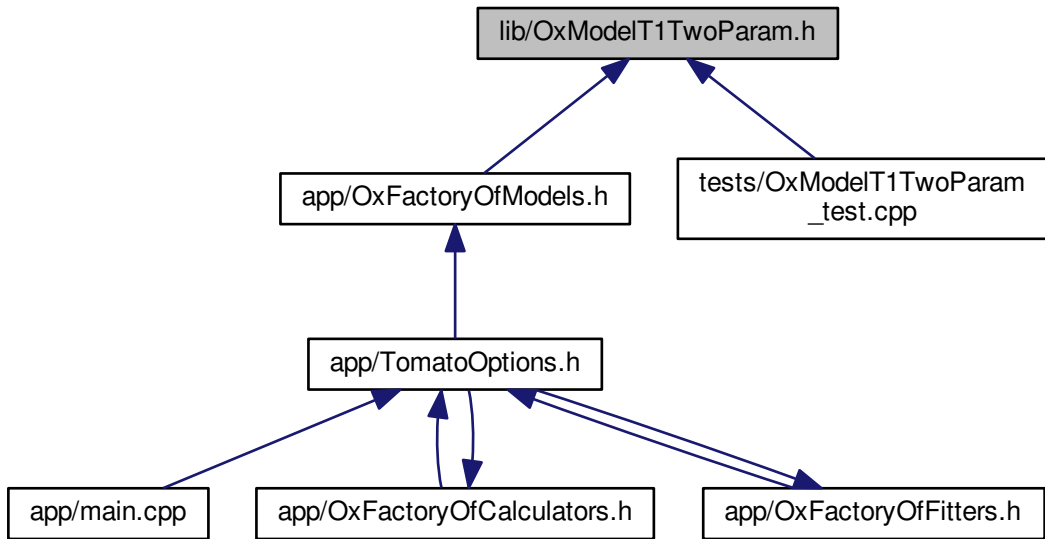 lib/OxModelT1TwoParam.h
app/OxFactoryOfModels.h
tests/OxModelT1TwoParam
_test.cpp
app/TomatoOptions.h
app/main.cpp
app/OxFactoryOfCalculators.h
app/OxFactoryOfFitters.h